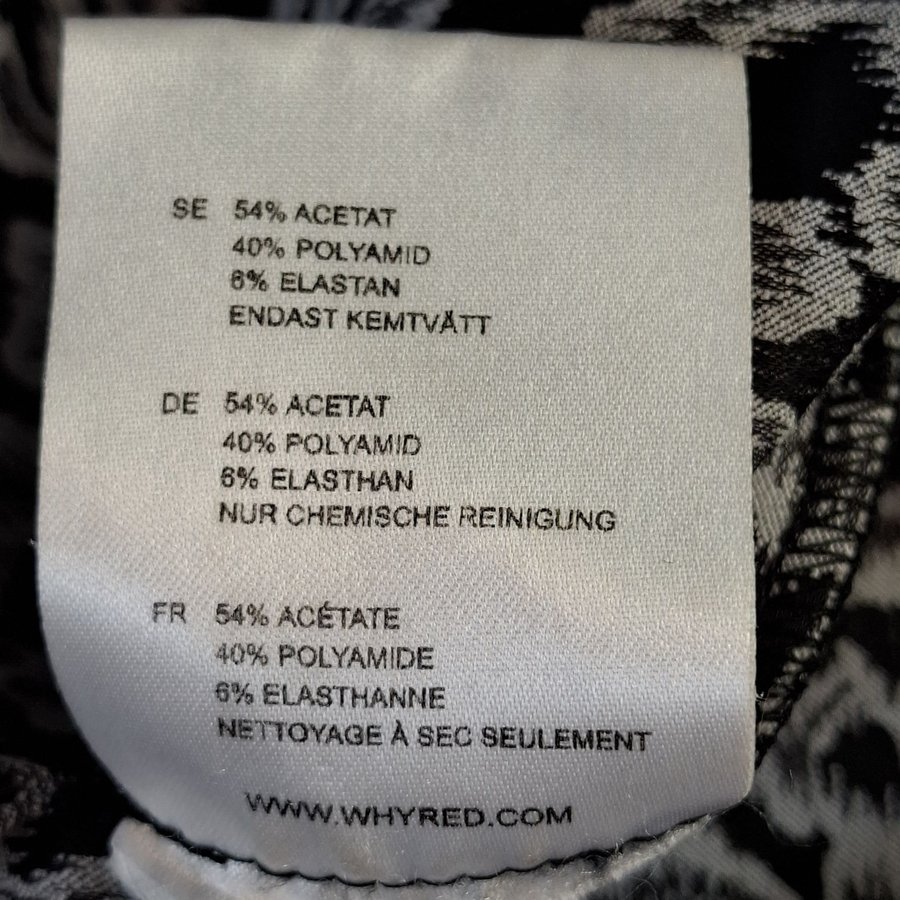 SE 54% ACETAT
40% POLYAMID
6% ELASTAN
ENDAST KEMTVÄTT
DE 54% ACETAT
40% POLYAMID
6% ELASTHAN
NUR CHEMISCHE REINIGUNG
FR 54% ACÉTATE
40% POLYAMIDE
6% ELASTHANNE
NETTOYAGE À SEC SEULEMENT
WWW.WHYRED.COM